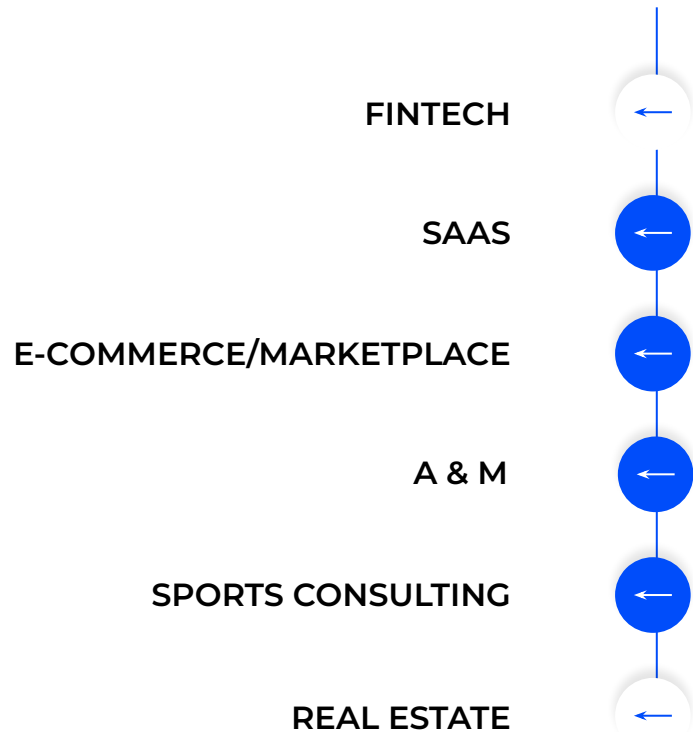 FINTECH
SAAS
E-COMMERCE/MARKETPLACE
A & M
SPORTS CONSULTING
REAL ESTATE